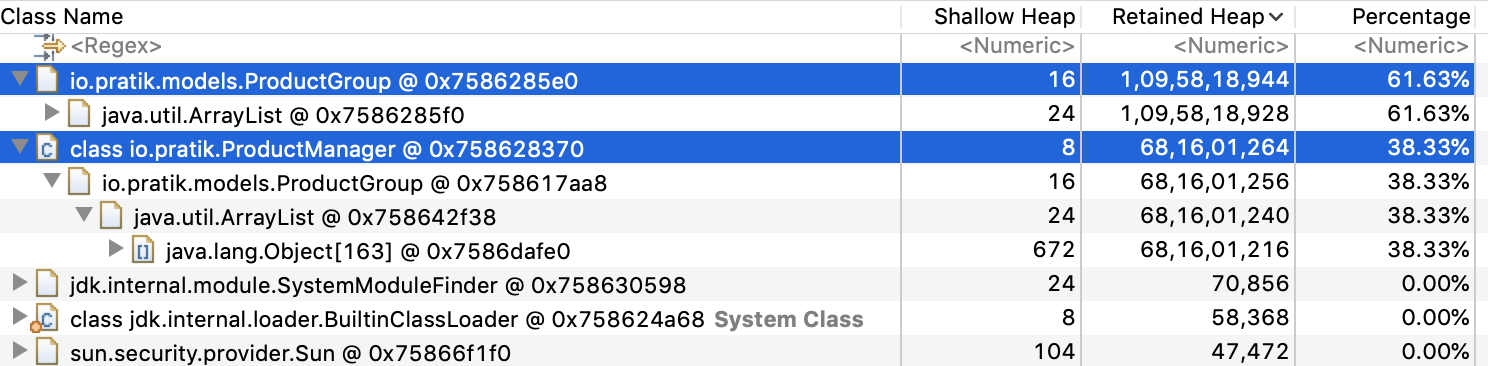 Class Name Shallow Heap Retained Heap Percentage
<Regex> <Numeric> <Numeric> <Numeric>
io.pratik.models.ProductGroup @ 0x7586285e0 16 1,09,58,18,944 61.63%
java.util.ArrayList @ 0x7586285f0 24 1,09,58,18,928 61.63%
class io.pratik.ProductManager @ 0x758628370 8 68,16,01,264 38.33%
io.pratik.models.ProductGroup @ 0x758617aa8 16 68,16,01,256 38.33%
java.util.ArrayList @ 0x758642f38 24 68,16,01,240 38.33%
java.lang.Object[163] @ 0x7586dafe0 672 68,16,01,216 38.33%
jdk.internal.module.SystemModuleFinder @ 0x758630598 24 70,856 0.00%
class jdk.internal.loader.BuiltinClassLoader @ 0x758624a68 System Class 8 58,368 0.00%
sun.security.provider.Sun @ 0x75866f1f0 104 47,472 0.00%